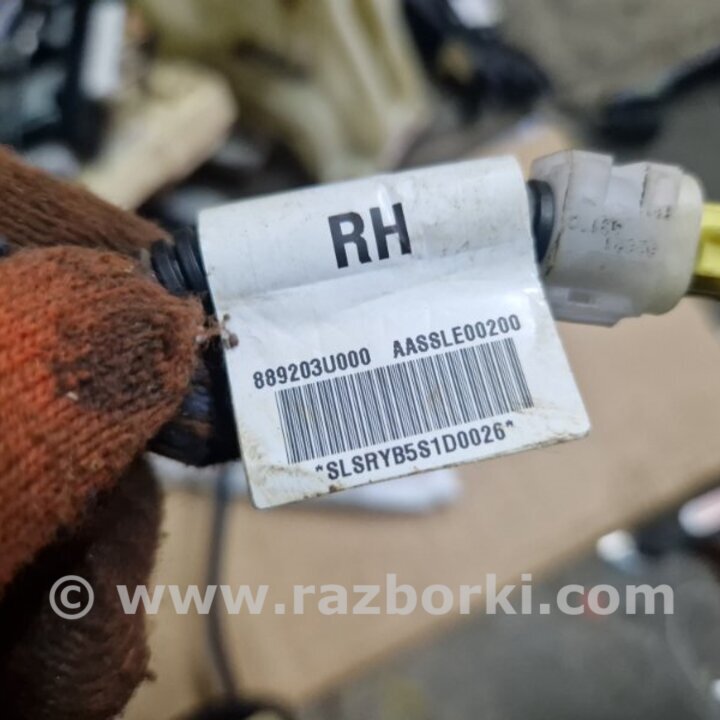 RH
889203U000 AASSLE00200
*SLSRYB5S1D0026*
© www.razborki.com